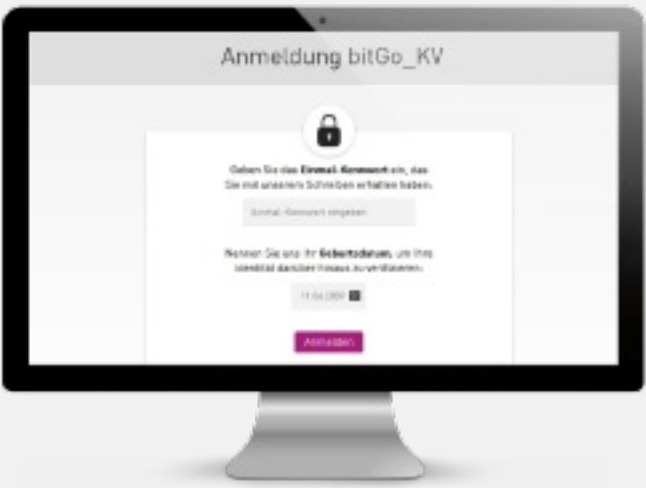 Anmeldung bitGo_KV
Geben Sie das Einmal-Kennwort ein, das
Sie mit unserem Schreiben erhalten haben.
Einmal-Kennwort eingeben
Nennen Sie uns Ihr Geburtsdatum, um Ihre
Identität darüber hinaus zu verifizieren.
Anmelden